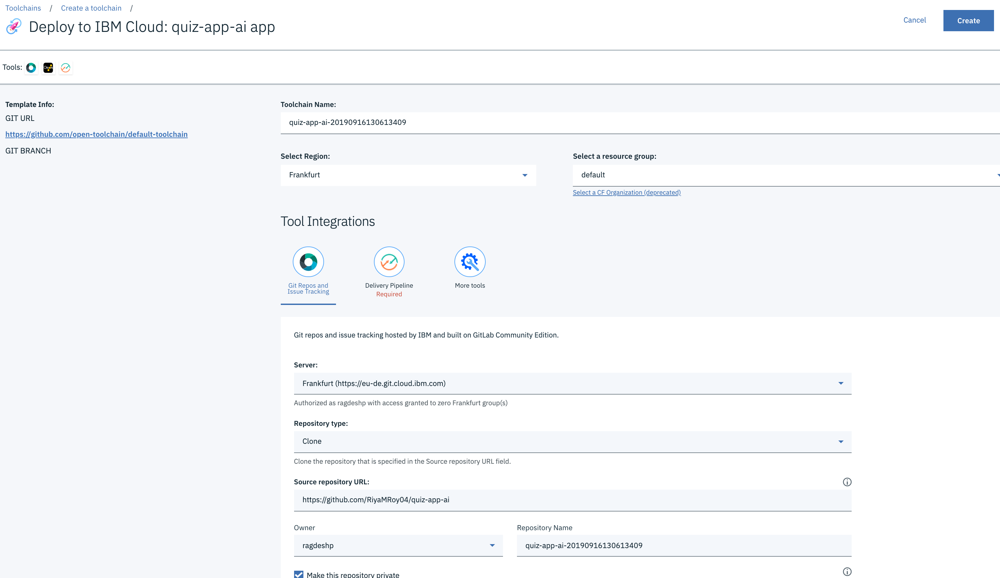 Toolchains / Create a toolchain /
Deploy to IBM Cloud: quiz-app-ai app
Cancel
Create
Tools:
ORION
Template Info:
GIT URL
https://github.com/open-toolchain/default-toolchain
GIT BRANCH
Toolchain Name:
quiz-app-ai-20190916130613409
Select Region:
Frankfurt
Select a resource group:
default
Select a CF Organization (deprecated)
Tool Integrations
Git Repos and
Issue Tracking
Delivery Pipeline
Required
More tools
Git repos and issue tracking hosted by IBM and built on GitLab Community Edition.
Server:
Frankfurt (https://eu-de.git.cloud.ibm.com)
Authorized as ragdeshp with access granted to zero Frankfurt group(s)
Repository type:
Clone
Clone the repository that is specified in the Source repository URL field.
Source repository URL:
https://github.com/RiyaMRoy04/quiz-app-ai
Owner
ragdeshp
Repository Name
quiz-app-ai-20190916130613409
Make this repository private